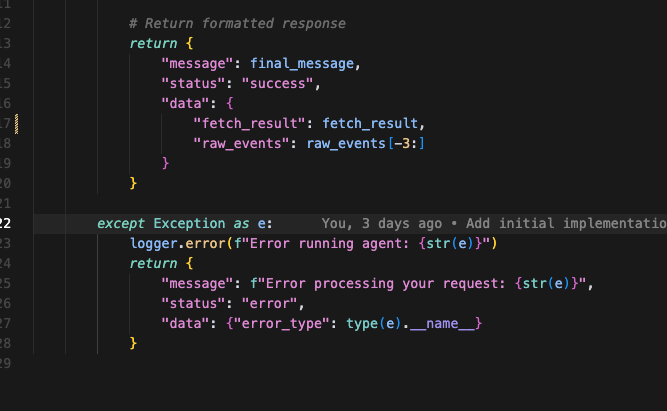 11
12 # Return formatted response
13 return {
14 "message": final_message,
15 "status": "success",
16 "data": {
17 "fetch_result": fetch_result,
18 "raw_events": raw_events[-3:]
19 }
20 }
21
22 except Exception as e: You, 3 days ago • Add initial implementatio
23 logger.error(f"Error running agent: {str(e)}")
24 return {
25 "message": f"Error processing your request: {str(e)}",
26 "status": "error",
27 "data": {"error_type": type(e).__name__}
28 }
29